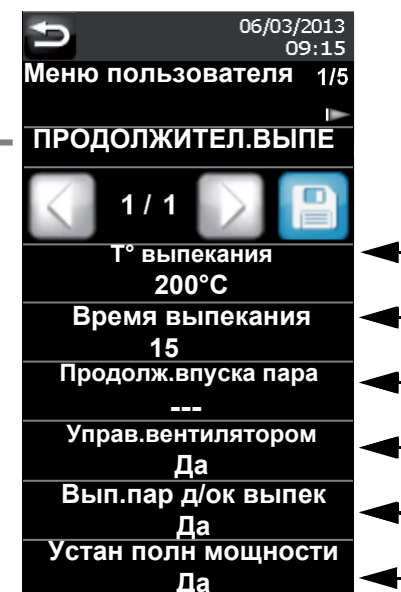 06/03/2013
09:15
Меню пользователя 1/5
ПРОДОЛЖИТЕЛ.ВЫПЕ
1 / 1
T° выпекания
200°C
Время выпекания
15
Продолж.впуска пара
---
Управ.вентилятором
Да
Вып.пар д/ок выпек
Да
Устан полн мощности
Да